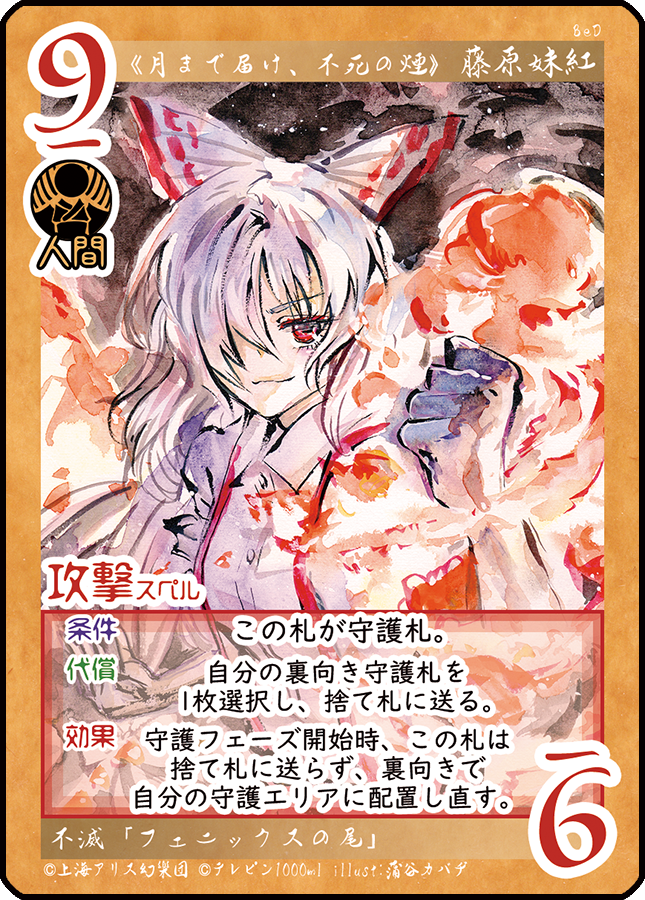 BeD
9
《月まで届け、不死の煙》 藤原妹紅
人間
攻撃スペル
条件 この札が守護札。
代償 自分の裏向き守護札を
1枚選択し、捨て札に送る。
効果 守護フェーズ開始時、この札は
捨て札に送らず、裏向きで
自分の守護エリアに配置し直す。
6
不滅「フェニックスの尾」
©上海アリス幻樂団 ©テレピン1000ml illust:蒲谷カバヂ